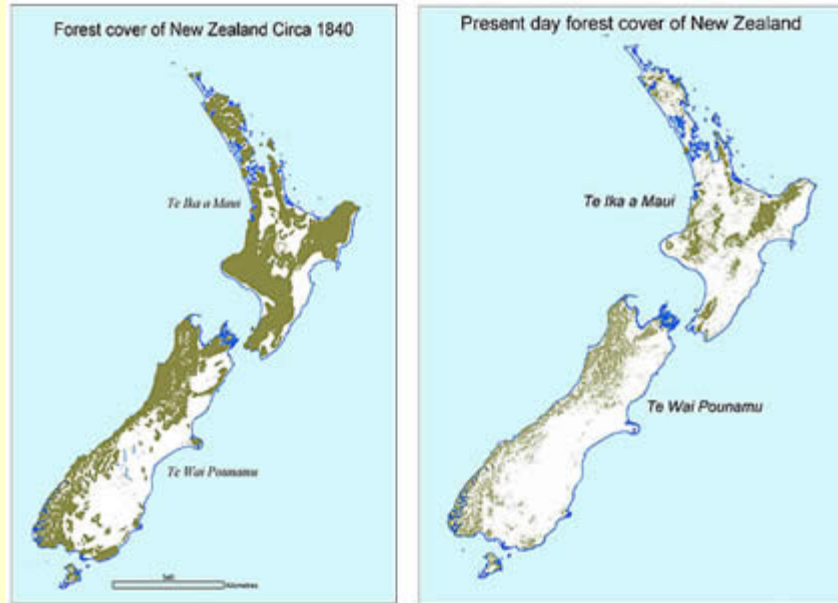 Forest cover of New Zealand Circa 1840
Te Ika a Maui
Te Wai Pounamu
Kilometres
Present day forest cover of New Zealand
Te Ika a Maui
Te Wai Pounamu